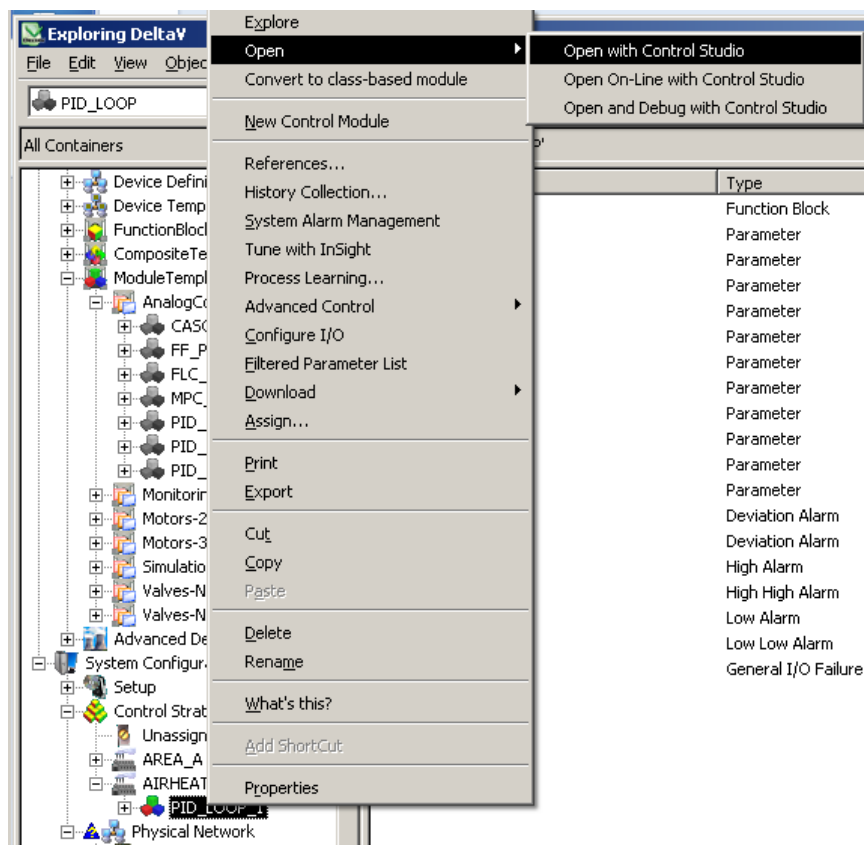 Exploring DeltaV
File Edit View Objec
PID_LOOP
All Containers
Explore
Open
Convert to class-based module
New Control Module
References...
History Collection...
System Alarm Management
Tune with InSight
Process Learning...
Advanced Control
Configure I/O
Filtered Parameter List
Download
Assign...
Print
Export
Cut
Copy
Paste
Delete
Rename
What's this?
Add ShortCut
Properties
Open with Control Studio
Open On-Line with Control Studio
Open and Debug with Control Studio
Device Defini
Device Temp
FunctionBlocl
CompositeTe
ModuleTempl
AnalogCo
CASC
FF_P
FLC_
MPC_
PID_
PID_
PID_
Monitorin
Motors-2
Motors-3
Simulatio
Valves-N
Valves-N
Advanced De
System Configura
Setup
Control Strat
Unassign
AREA_A
AIRHEAT
PID_LOOP_1
Physical Network
Type
Function Block
Parameter
Parameter
Parameter
Parameter
Parameter
Parameter
Parameter
Parameter
Parameter
Parameter
Parameter
Deviation Alarm
Deviation Alarm
High Alarm
High High Alarm
Low Alarm
Low Low Alarm
General I/O Failure